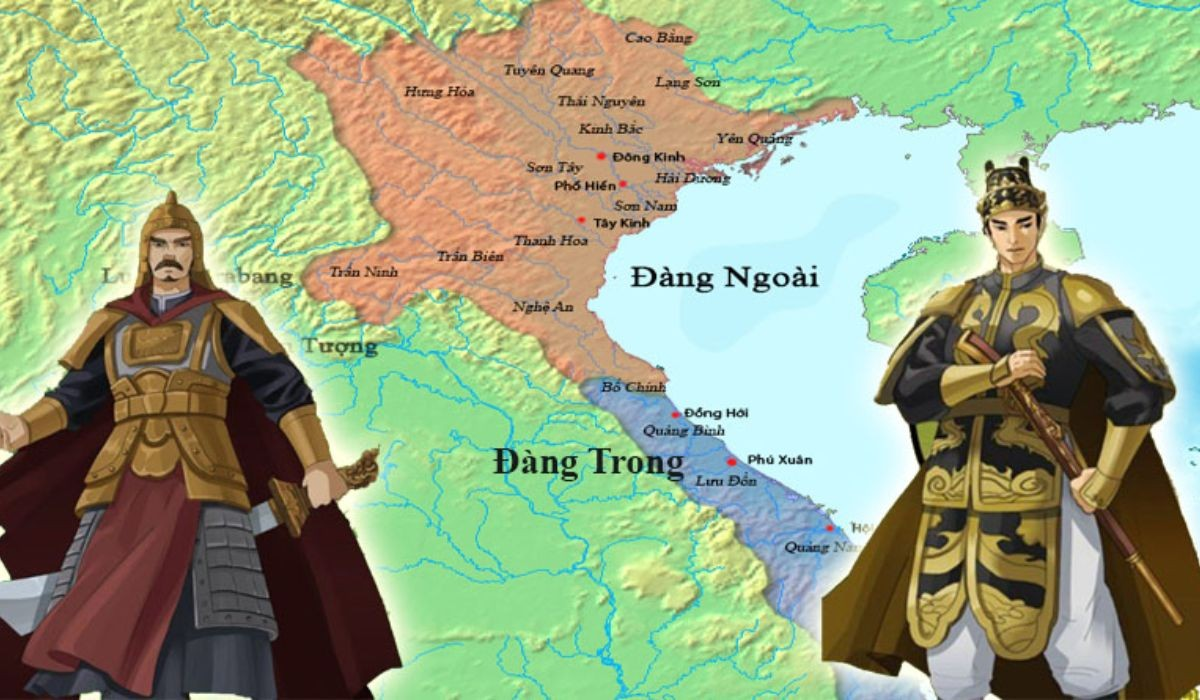 Cao Bằng
Tuyên Quang
Lạng Sơn
Hưng Hóa
Thái Nguyên
Kinh Bắc
Yên Quảng
Đông Kinh
Sơn Tây
Hải Dương
Phố Hiến
Sơn Nam
Tây Kinh
Thanh Hoa
Trấn Biên
Trấn Ninh
Đàng Ngoài
Nghệ An
Tượng
Bố Chính
Đồng Hới
Quảng Bình
Đàng Trong
Phú Xuân
Lưu Đồn
Quảng